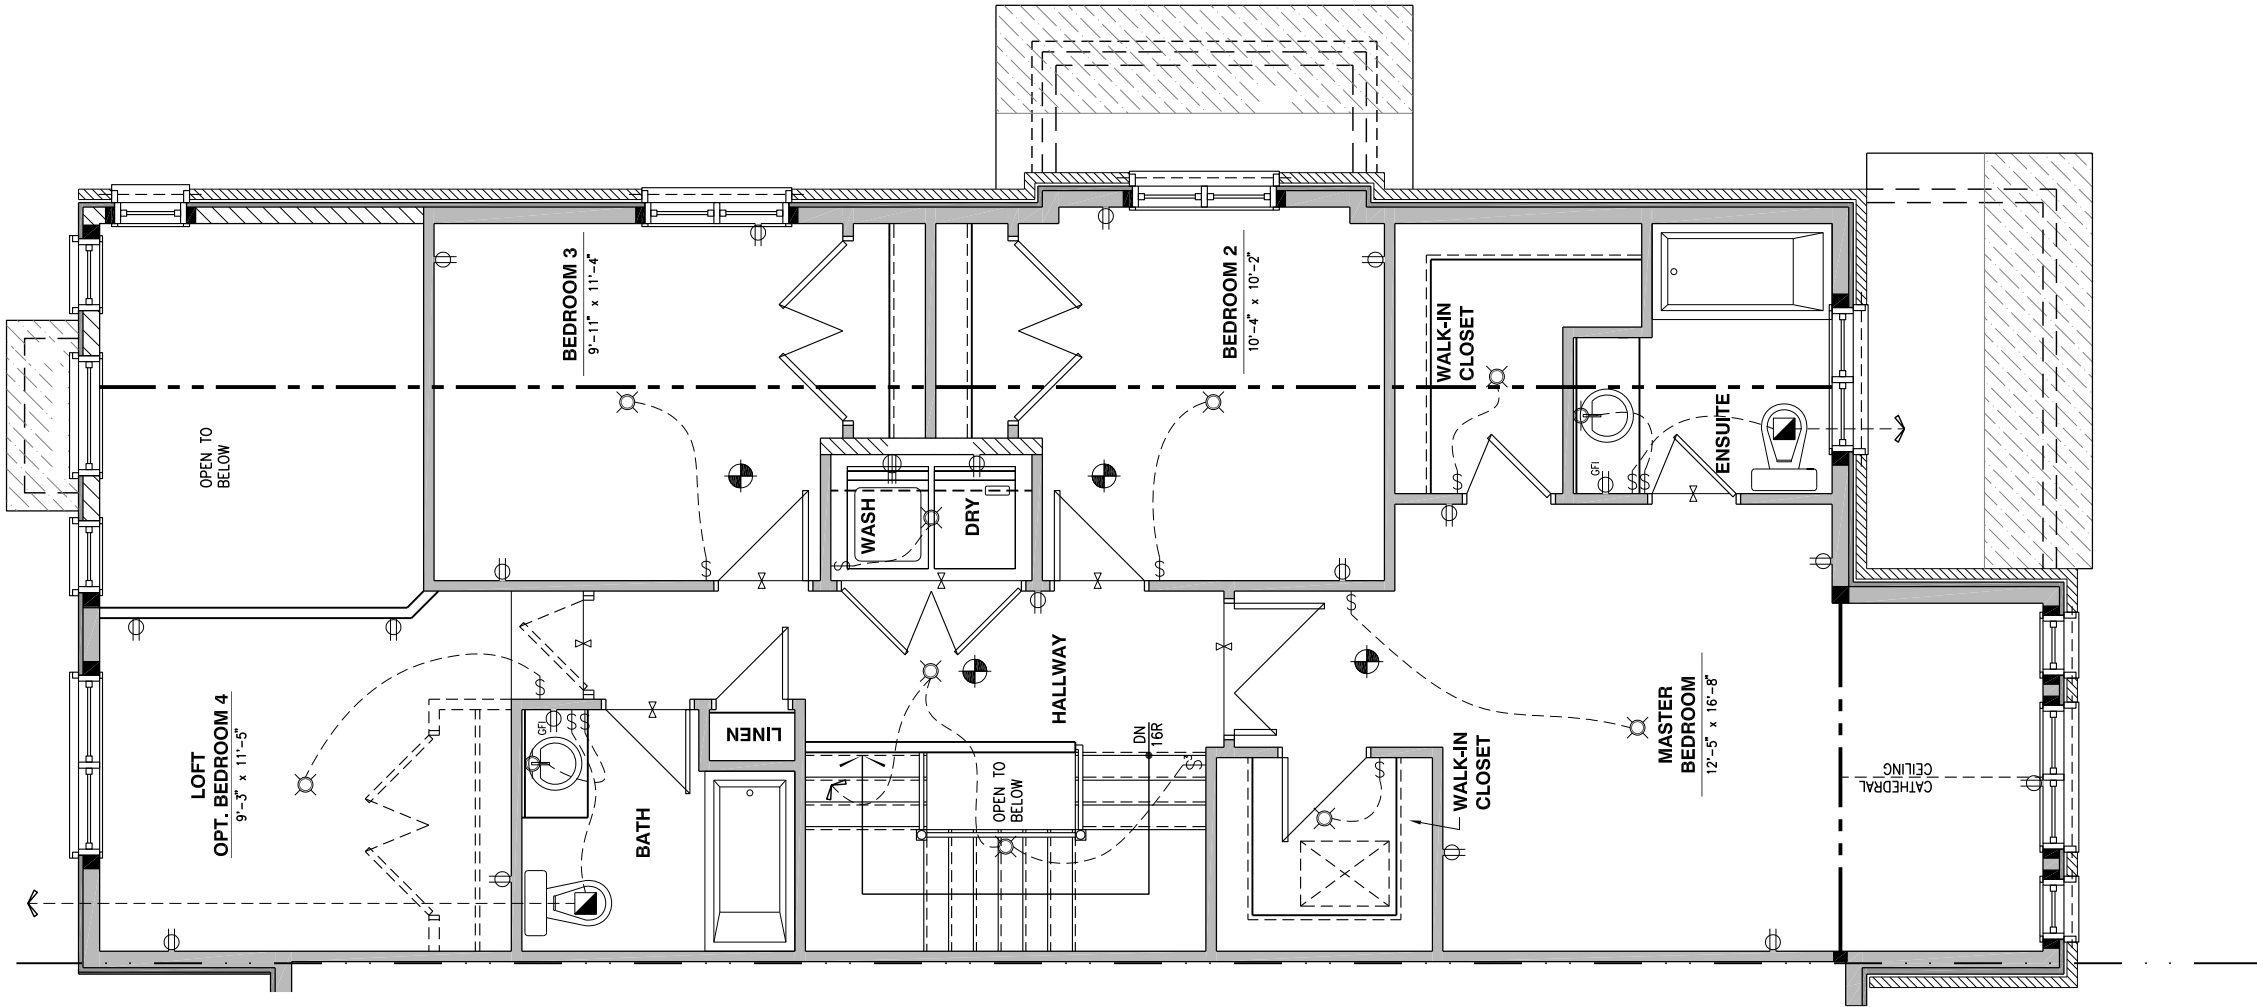 BEDROOM 3
9'-11" x 11'-4"
BEDROOM 2
10'-4" x 10'-2"
WALK-IN
CLOSET
ENSUITE
GFI
S
S
S
OPEN TO
BELOW
WASH
DRY
S
S
S
S
S
HALLWAY
LOFT
OPT. BEDROOM 4
9'-3" x 11'-5"
GFI
S
S
LINEN
BATH
DN
16R
S3
OPEN TO
BELOW
S
WALK-IN
CLOSET
MASTER
BEDROOM
12'-5" x 16'-8"
CATHEDRAL
CEILING